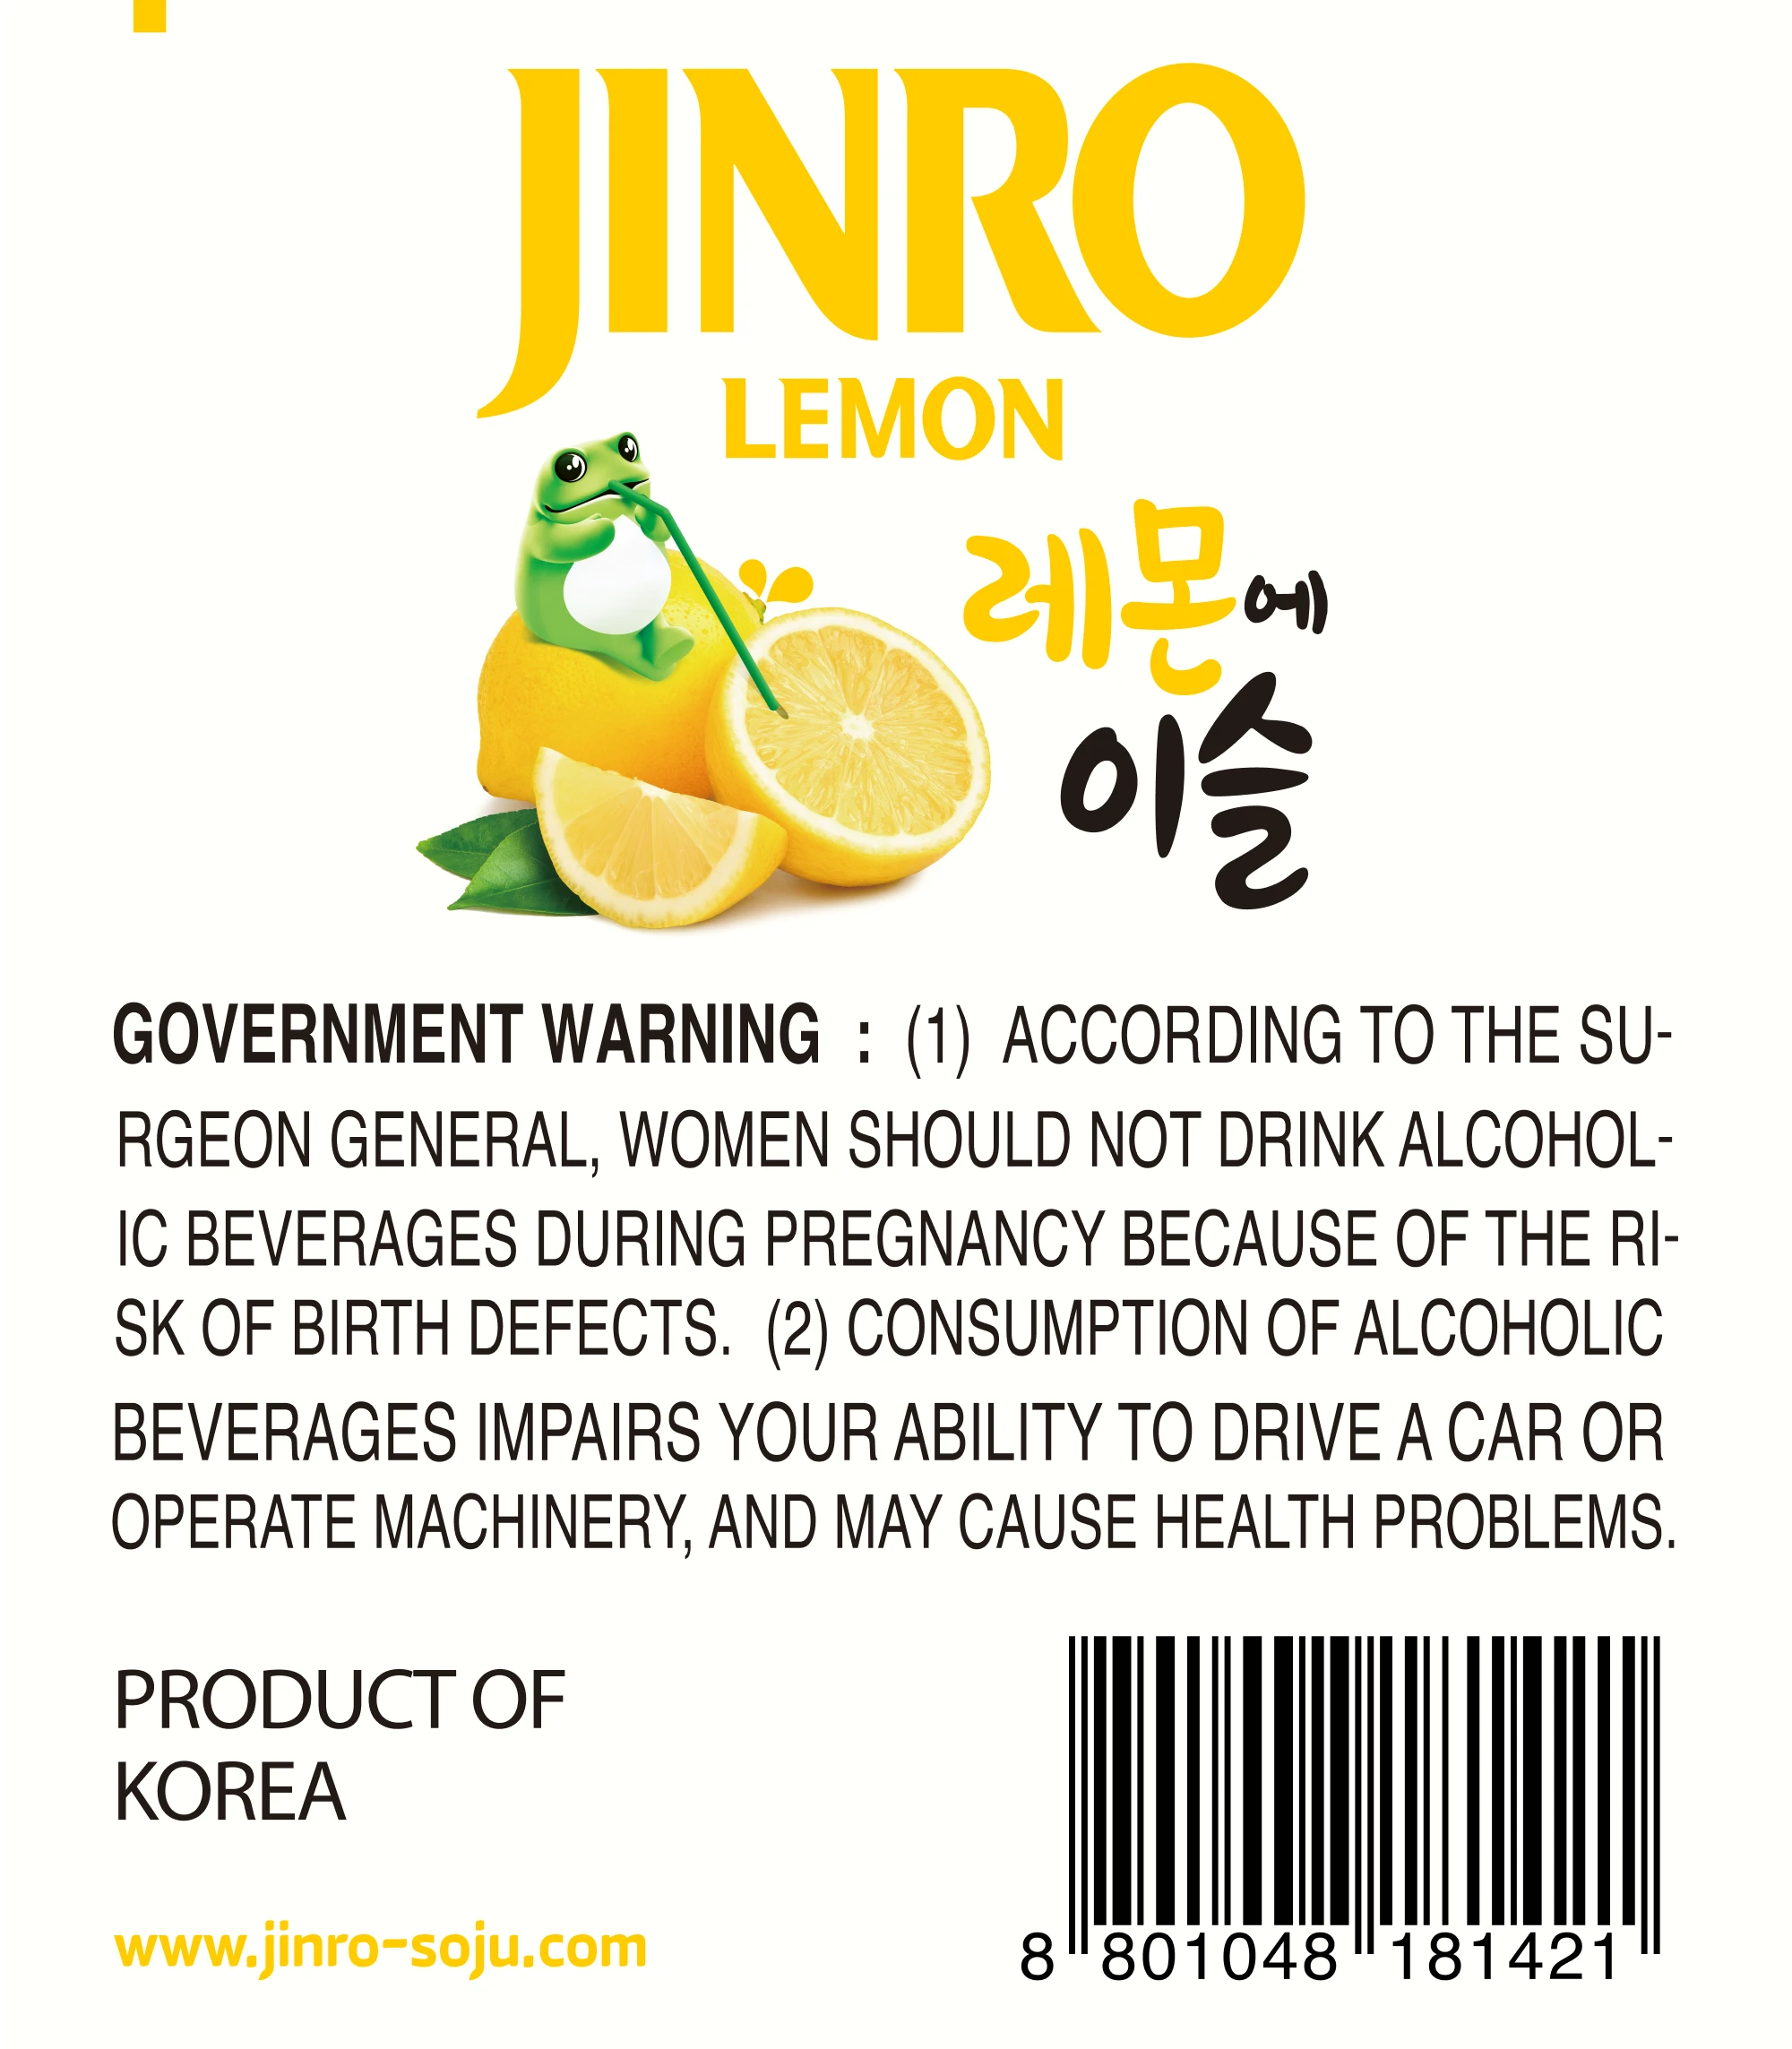 JINRO
LEMON
레몬에
이슬
GOVERNMENT WARNING : (1) ACCORDING TO THE SU-
RGEON GENERAL, WOMEN SHOULD NOT DRINK ALCOHOL-
IC BEVERAGES DURING PREGNANCY BECAUSE OF THE RI-
SK OF BIRTH DEFECTS. (2) CONSUMPTION OF ALCOHOLIC
BEVERAGES IMPAIRS YOUR ABILITY TO DRIVE A CAR OR
OPERATE MACHINERY, AND MAY CAUSE HEALTH PROBLEMS.
PRODUCT OF
KOREA
www.jinro-soju.com
8 801048 181421